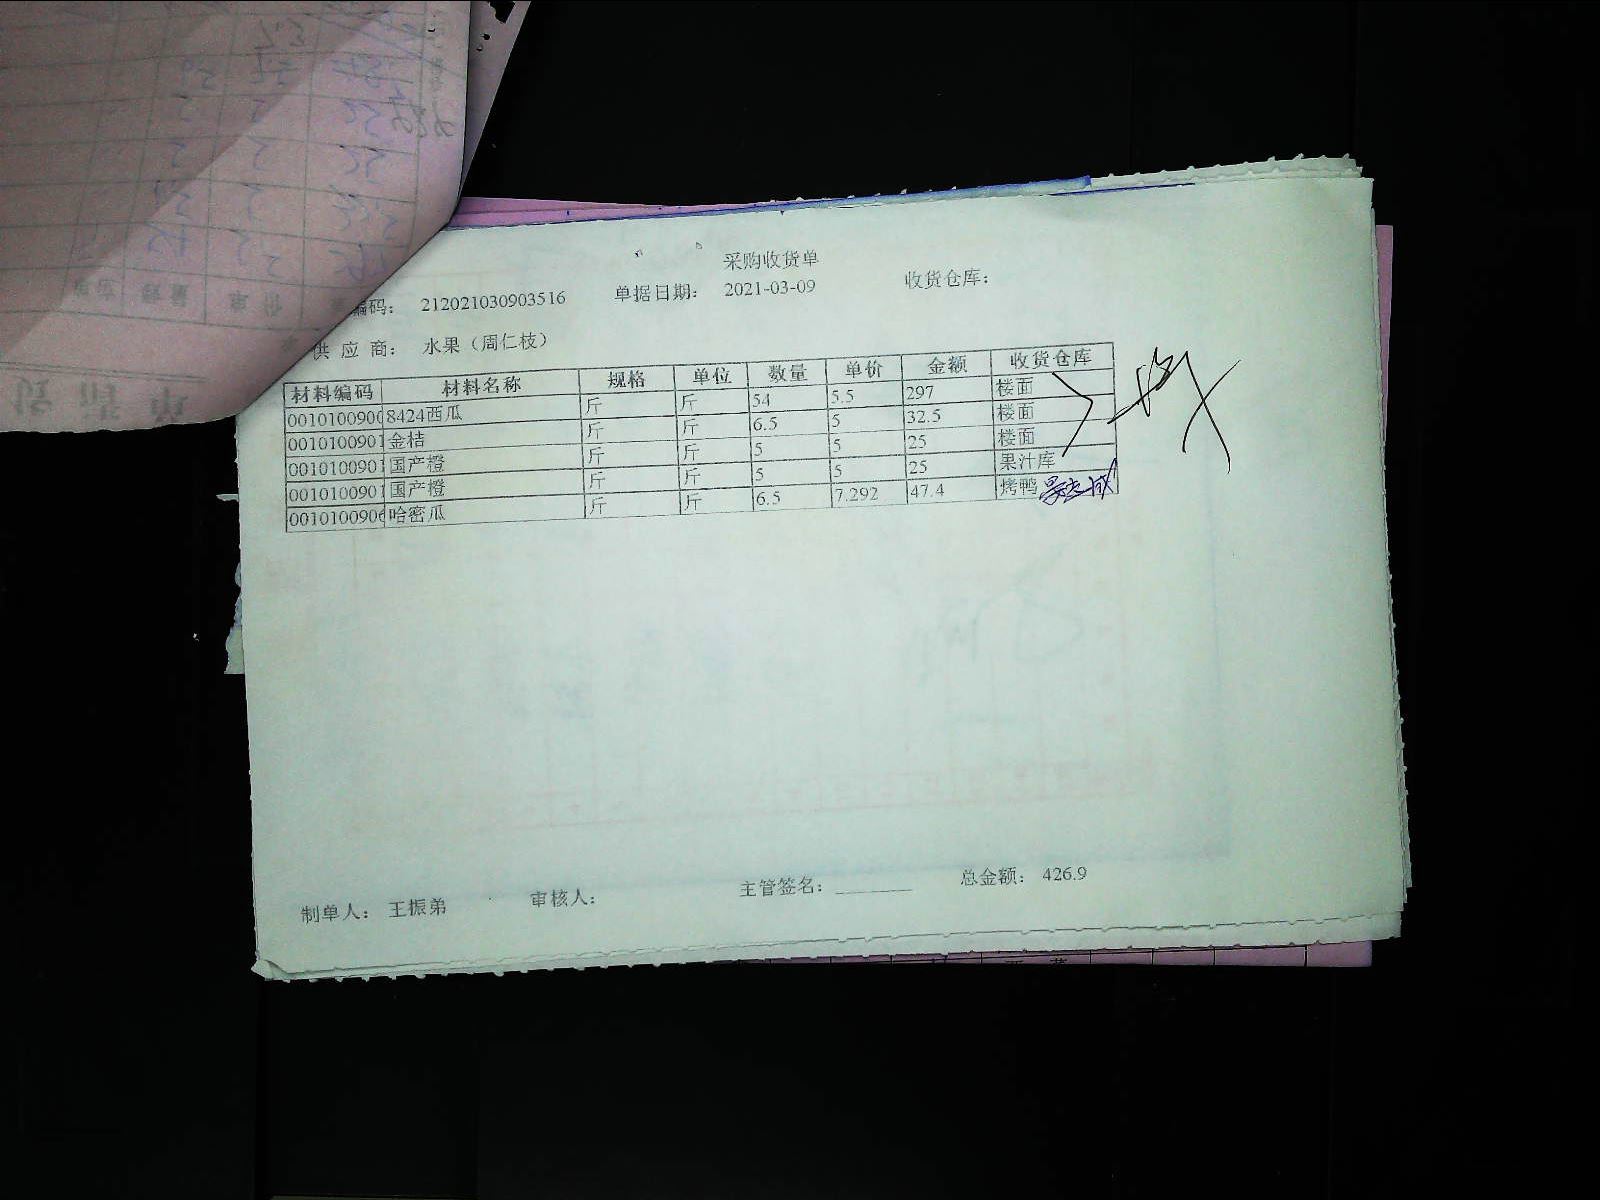 采购收货单
编码： 212021030903516 单据日期： 2021-03-09 收货仓库：
供 应 商： 水果（周仁枝）
材料编码 材料名称 规格 单位 数量 单价 金额 收货仓库
0010100900 8424西瓜 斤 斤 54 5.5 297 楼面
001010090 金桔 斤 斤 6.5 5 32.5 楼面
001010090 国产橙 斤 斤 5 5 25 楼面
001010090 国产橙 斤 斤 5 5 25 果汁库
001010090 哈密瓜 斤 斤 6.5 7.292 47.4 烤鸭
制单人： 王振弟 审核人： 主管签名： 总金额： 426.9